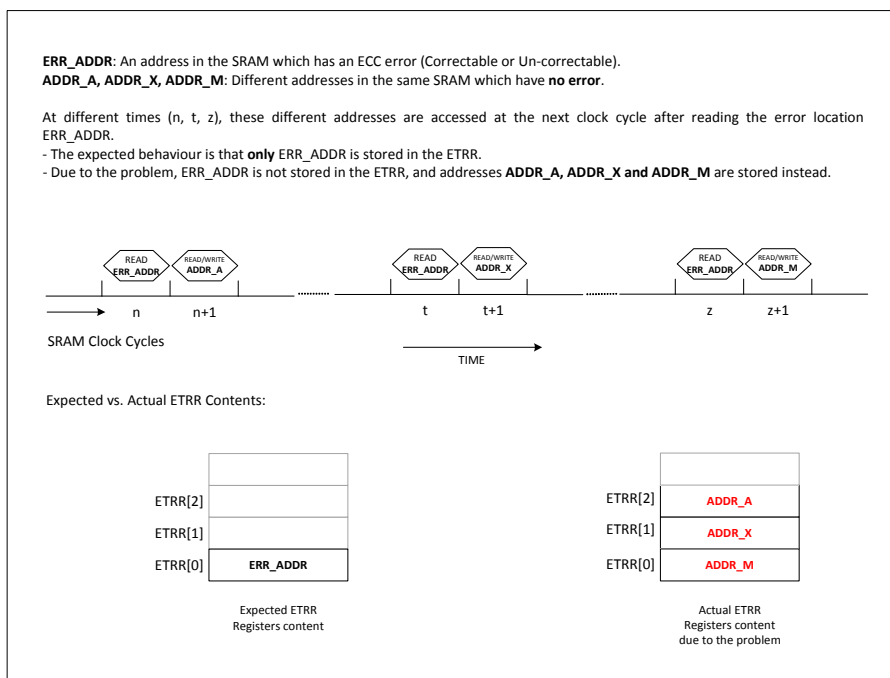 ERR_ADDR: An address in the SRAM which has an ECC error (Correctable or Un-correctable).
ADDR_A, ADDR_X, ADDR_M: Different addresses in the same SRAM which have no error.
At different times (n, t, z), these different addresses are accessed at the next clock cycle after reading the error location
ERR_ADDR.
- The expected behaviour is that only ERR_ADDR is stored in the ETRR.
- Due to the problem, ERR_ADDR is not stored in the ETRR, and addresses ADDR_A, ADDR_X and ADDR_M are stored instead.
READ READ/WRITE READ READ/WRITE READ READ/WRITE
ERR_ADDR ADDR_A ERR_ADDR ADDR_X ERR_ADDR ADDR_M
n n+1 t t+1 z z+1
SRAM Clock Cycles
TIME
Expected vs. Actual ETRR Contents:
ETRR[2] ETRR[2] ADDR_A
ETRR[1] ETRR[1] ADDR_X
ETRR[0] ERR_ADDR ETRR[0] ADDR_M
Expected ETRR Actual ETRR
Registers content Registers content
due to the problem